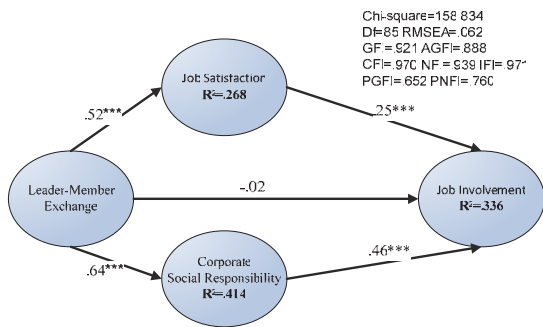 Chi-square=158 834
Df=85 RMSEA=.062
GFI=.921 AGFI=.888
CFI=.970 NFI=.939 IFI=.971
PGFI=.652 PNFI=.760
Job Satisfaction
R²=.268
.52***
.25***
Leader-Member
Exchange
-.02
Job Involvement
R²=.336
Corporate
Social Responsibility
R²=.414
.64***
.46***